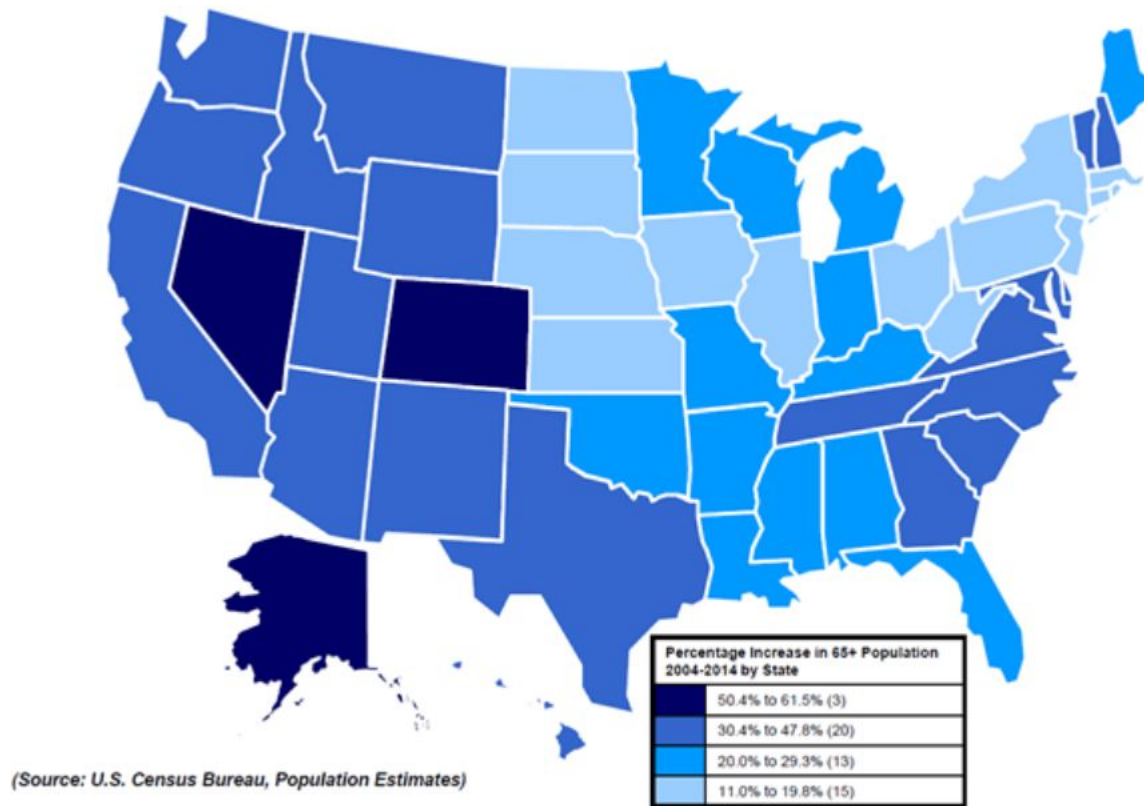 Percentage Increase in 65+ Population
2004-2014 by State
50.4% to 61.5% (3)
30.4% to 47.8% (20)
20.0% to 29.3% (13)
11.0% to 19.8% (15)
(Source: U.S. Census Bureau, Population Estimates)